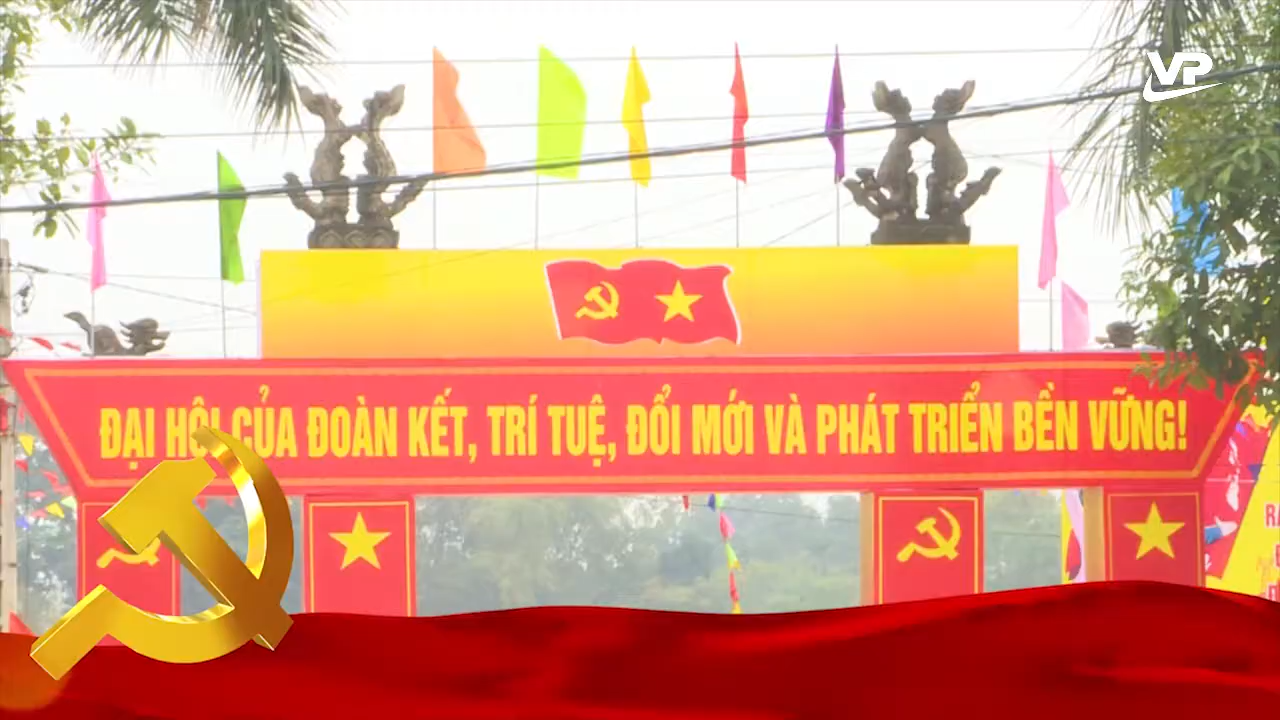 VP
ĐẠI HỘI CỦA ĐOÀN KẾT, TRÍ TUỆ, ĐỔI MỚI VÀ PHÁT TRIỂN BỀN VỮNG!